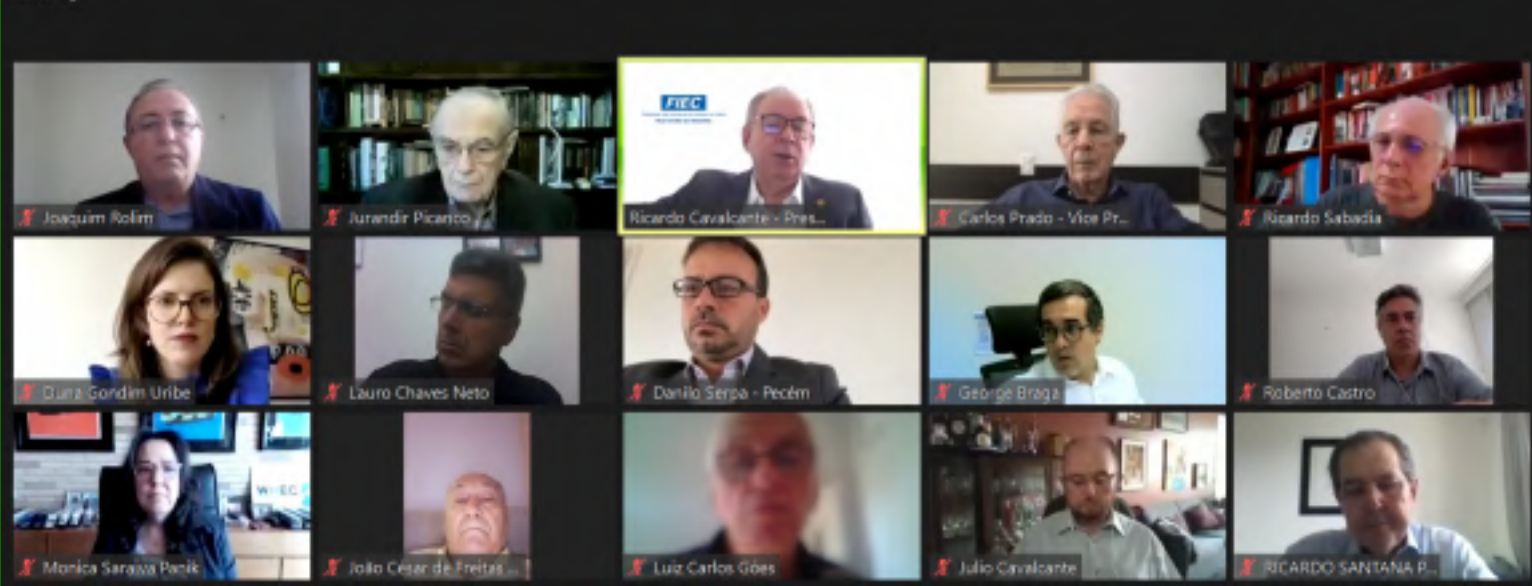 FIEC
Joaquim Rolim
Jurandir Picanço
Ricardo Cavalcante - Pres...
Carlos Prado - Vice Pr...
Ricardo Sabadia
Gondim Uribe
Lauro Chaves Neto
Danilo Serpa - Pecém
George Braga
Roberto Castro
Monica Saraiva Panik
João César de Freitas ...
Luiz Carlos Góes
Julio Cavalcante
RICARDO SANTANA P...